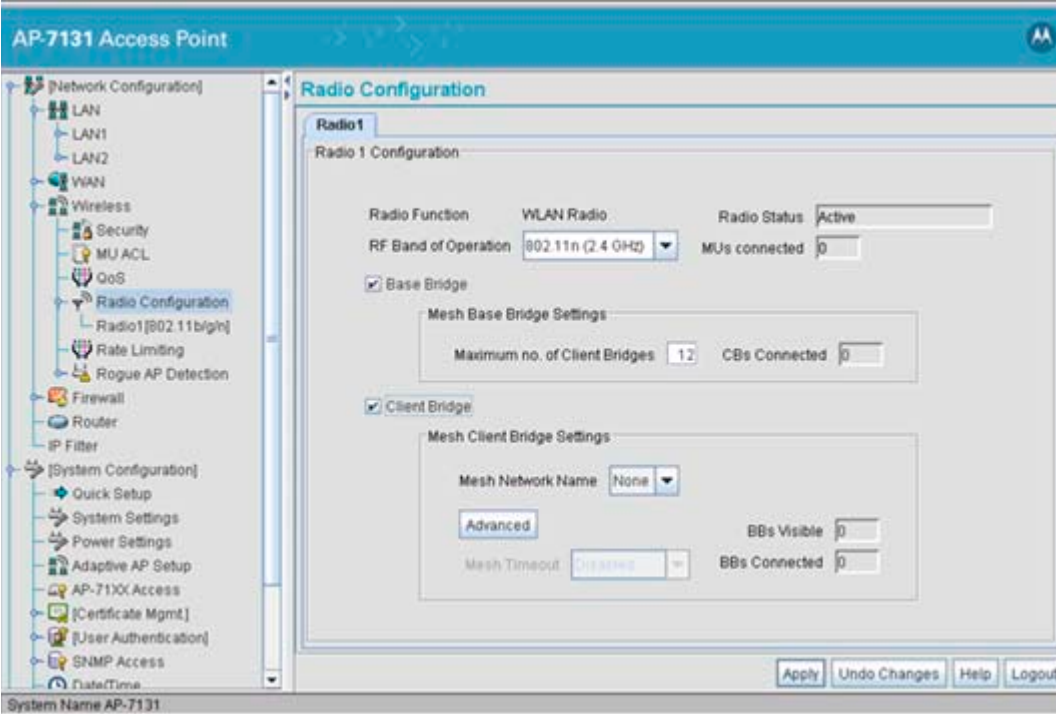 AP-7131 Access Point
[Network Configuration]
LAN
LAN1
LAN2
WAN
Wireless
Security
MU ACL
QoS
Radio Configuration
Radio1[802.11b/g/n]
Rate Limiting
Rogue AP Detection
Firewall
Router
IP Filter
[System Configuration]
Quick Setup
System Settings
Power Settings
Adaptive AP Setup
AP-71XX Access
[Certificate Mgmt.]
[User Authentication]
SNMP Access
Date/Time
Radio Configuration
Radio1
Radio 1 Configuration
Radio Function WLAN Radio Radio Status Active
RF Band of Operation 802.11n (2.4 GHz) MUs connected 0
Base Bridge
Mesh Base Bridge Settings
Maximum no. of Client Bridges 12 CBs Connected 0
Client Bridge
Mesh Client Bridge Settings
Mesh Network Name None
Advanced BBs Visible 0
Mesh Timeout Disabled BBs Connected 0
Apply Undo Changes Help Logout
System Name AP-7131